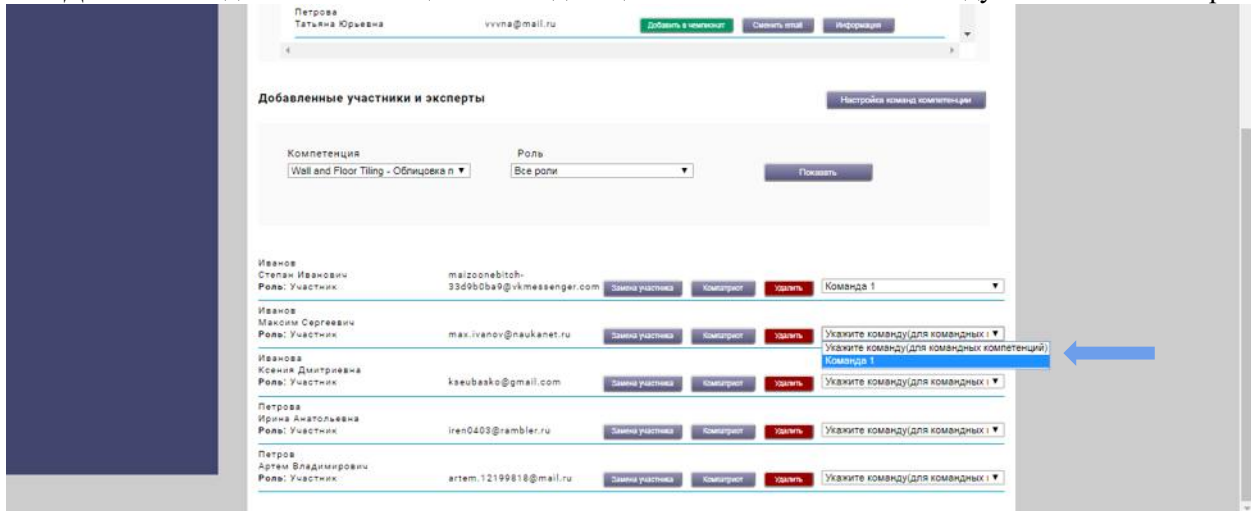 Петрова
Татьяна Юрьевна vvvna@mail.ru Добавить в чемпионат Сменить email Информация
Добавленные участники и эксперты Настройка команд компетенции
Компетенция Роль
Wall and Floor Tiling - Облицовка п Все роли Показать
Иванов
Степан Иванович maizoonebitch-
Роль: Участник 33d9b0ba9@vkmessenger.com Замена участника Компатриот Удалить Команда 1
Иванов
Максим Сергеевич
Роль: Участник max.ivanov@naukanet.ru Замена участника Компатриот Удалить Укажите команду(для командных
Укажите команду(для командных компетенций)
Команда 1
Иванова
Ксения Дмитриевна
Роль: Участник kseubasko@gmail.com Замена участника Компатриот Удалить Укажите команду(для командных
Петрова
Ирина Анатольевна
Роль: Участник iren0403@rambler.ru Замена участника Компатриот Удалить Укажите команду(для командных
Петров
Артем Владимирович
Роль: Участник artem.12199818@mail.ru Замена участника Компатриот Удалить Укажите команду(для командных